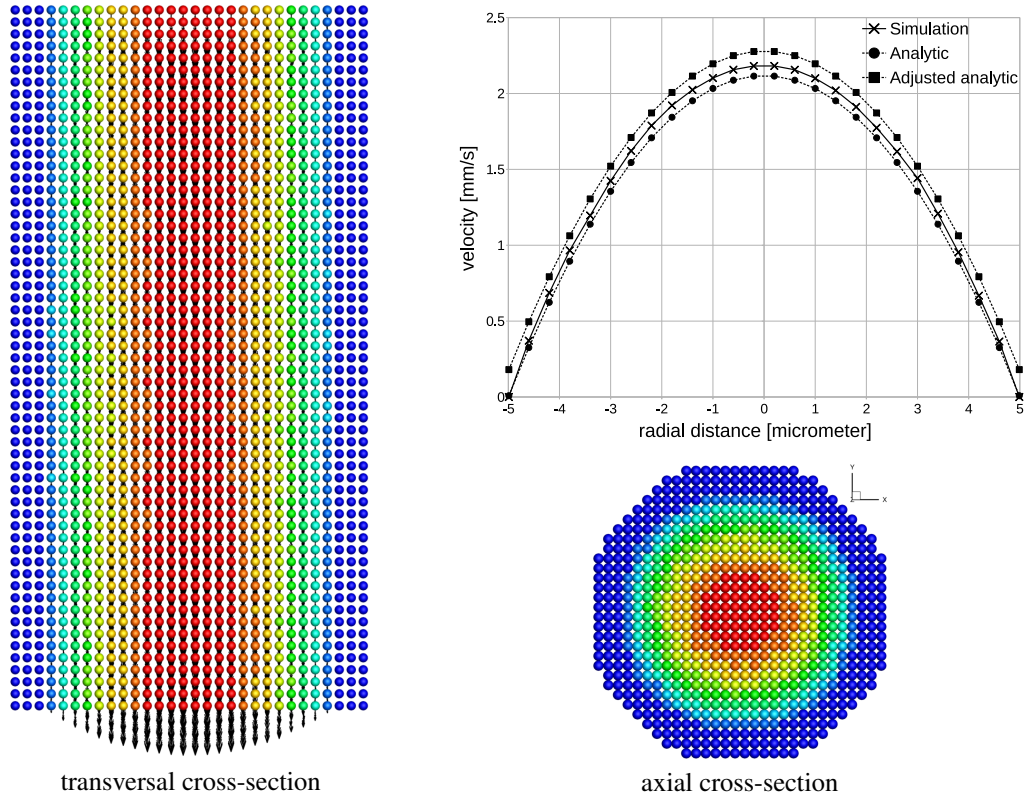 2.5
2
1.5
1
0.5
0
velocity [mm/s]
Simulation
Analytic
Adjusted analytic
-5 -4 -3 -2 -1 0 1 2 3 4 5
radial distance [micrometer]
Y
X
transversal cross-section
axial cross-section